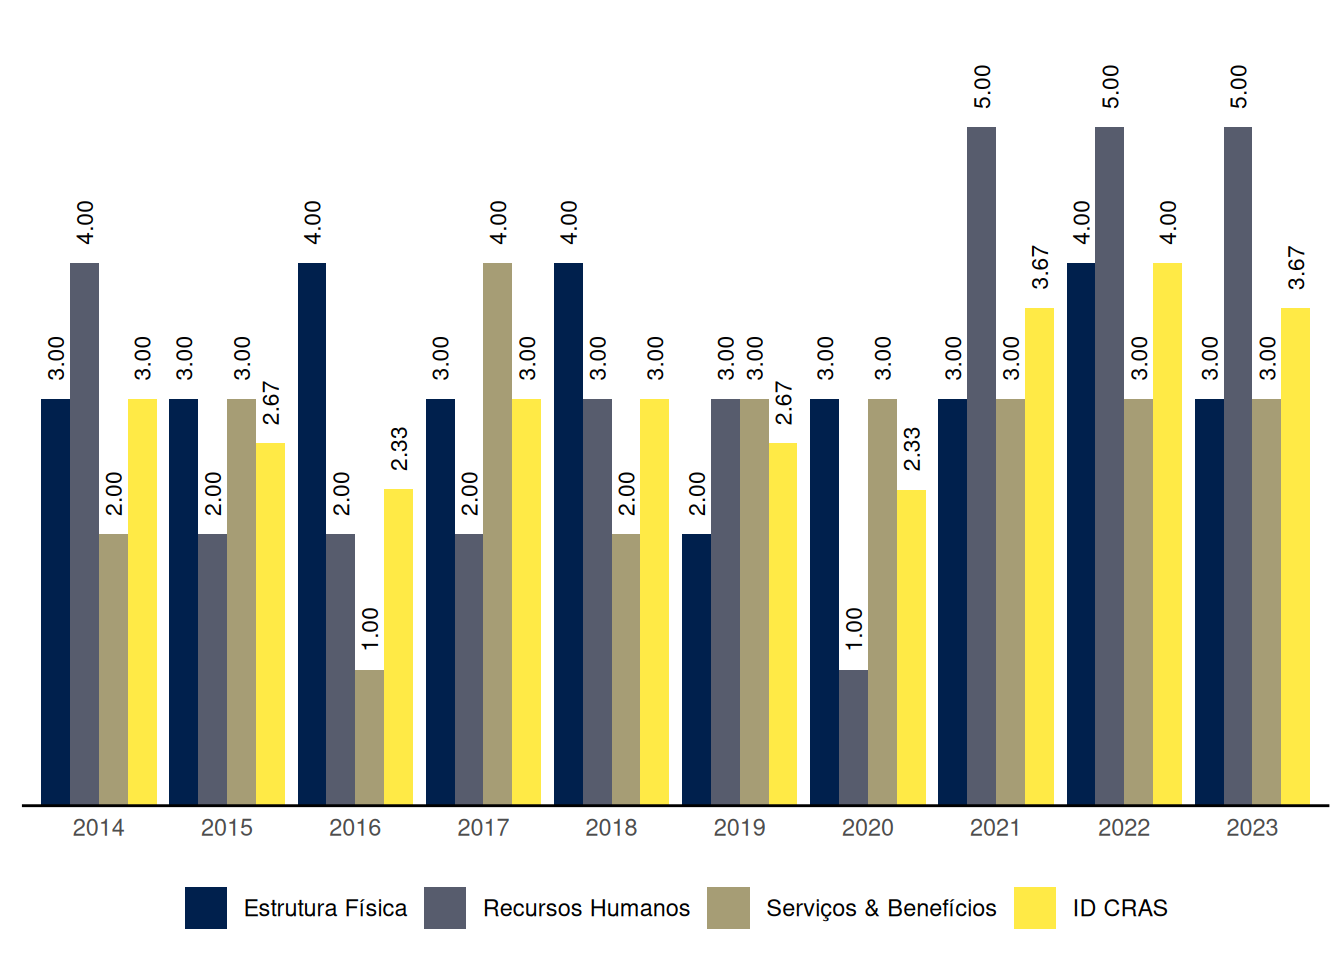 5.00 5.00 5.00
4.00 4.00 4.00 4.00 4.00 4.00
3.67 3.67
3.00 3.00 3.00 3.00 3.00 3.00 3.00 3.00 3.00 3.00 3.00 3.00 3.00 3.00 3.00 3.00 3.00
2.67 2.67
2.33 2.33
2.00 2.00 2.00 2.00 2.00 2.00
1.00 1.00
2014 2015 2016 2017 2018 2019 2020 2021 2022 2023
Estrutura Física Recursos Humanos Serviços & Benefícios ID CRAS